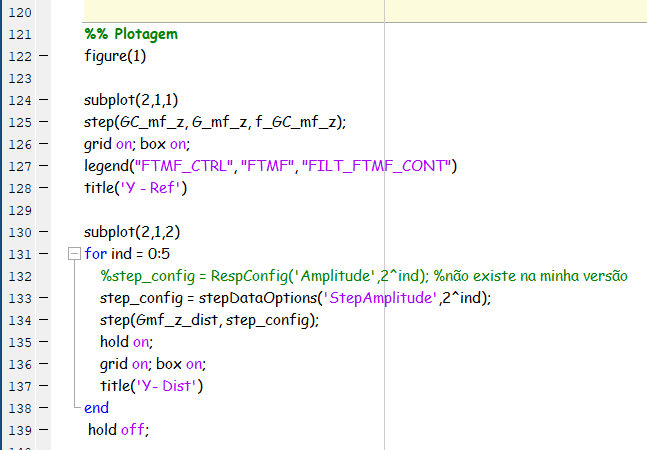 120
121 %% Plotagem
122 figure(1)
123
124 subplot(2,1,1)
125 step(GC_mf_z, G_mf_z, f_GC_mf_z);
126 grid on; box on;
127 legend("FTMF_CTRL", "FTMF", "FILT_FTMF_CONT")
128 title('Y - Ref')
129
130 subplot(2,1,2)
131 for ind = 0:5
132 %step_config = RespConfig('Amplitude',2^ind); %não existe na minha versão
133 step_config = stepDataOptions('StepAmplitude',2^ind);
134 step(Gmf_z_dist, step_config);
135 hold on;
136 grid on; box on;
137 title('Y- Dist')
138 end
139 hold off;